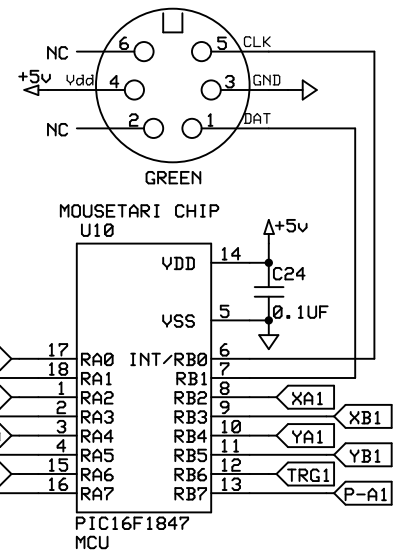 NC 6 5 CLK
+5v Vdd 4 3 GND
NC 2 1 DAT
GREEN
MOUSETARI CHIP
U10
+5v
VDD 14
C24
VSS 5 0.1UF
17 RA0 INT/RB0 6
18 RA1 RB1 7
1 RA2 RB2 8 XA1
2 RA3 RB3 9 XB1
3 RA4 RB4 10 YA1
4 RA5 RB5 11 YB1
15 RA6 RB6 12 TRG1
16 RA7 RB7 13 P-A1
PIC16F1847
MCU